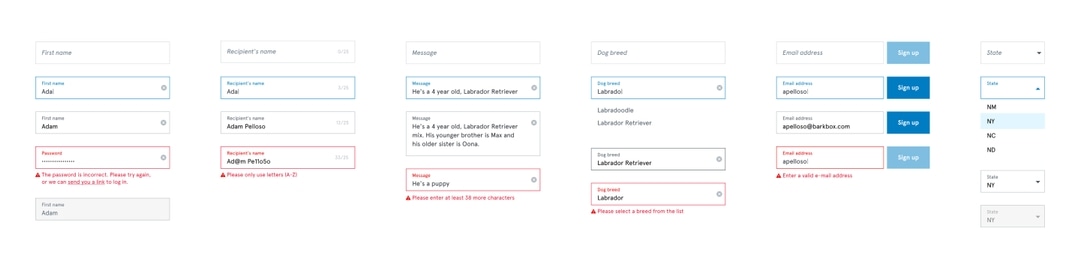 First name
First name
Adal
First name
Adam
Password
The password is incorrect. Please try again,
or we can send you a link to log in.
First name
Adam
Recipient's name
0/25
Recipient's name
Adal
3/25
Recipient's name
Adam Pelloso
12/25
Recipient's name
Ad@m Pe11oSo
Please only use letters (A-Z)
Message
Message
He's a 4 year old, Labrador Retriever
Message
He's a 4 year old, Labrador Retriever
mix. His younger brother is Max and
his older sister is Oona.
Message
He's a puppy
Please enter at least 38 more characters
Dog breed
Dog breed
Labrado
Labradoodle
Labrador Retriever
Dog breed
Labrador Retriever
Dog breed
Labrador
Please select a breed from the list
Email address
Sign up
Email address
apelloso
Sign up
Email address
apelloso@barkbox.com
Sign up
Email address
apelloso
Sign up
Enter a valid e-mail address
State
State
NM
NY
NC
ND
State
NY
State
NY